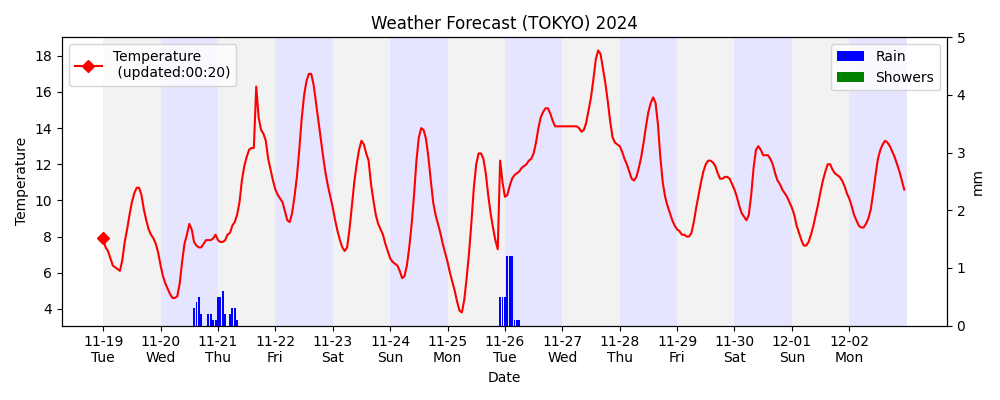 Weather Forecast (TOKYO) 2024
Temperature
(updated:00:20)
Rain
Showers
Temperature
18
16
14
12
10
8
6
4
5
4
3
2
1
0
mm
11-19 11-20 11-21 11-22 11-23 11-24 11-25 11-26 11-27 11-28 11-29 11-30 12-01 12-02
Tue Wed Thu Fri Sat Sun Mon Tue Wed Thu Fri Sat Sun Mon
Date